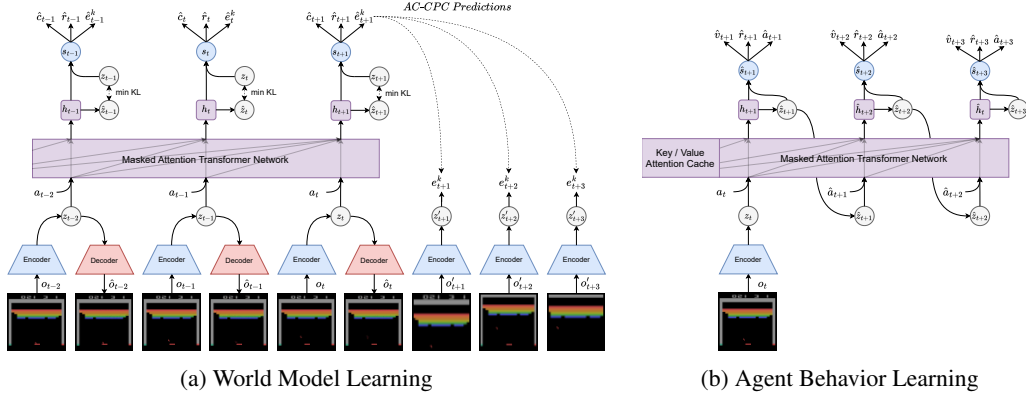 ĉt−1 r̂t−1 ê^k t−1 ĉt r̂t ê^k t ĉt+1 r̂t+1 ê^k t+1 AC-CPC Predictions
st−1 st st+1
zt−1 zt zt+1
min KL min KL min KL
ht−1 ẑt−1 ht ẑt ht+1 ẑt+1
Masked Attention Transformer Network
at−2 at−1 at e^k t+1 e^k t+2 e^k t+3
zt−2 zt−1 zt z′t+1 z′t+2 z′t+3
Encoder Decoder Encoder Decoder Encoder Decoder Encoder Encoder Encoder
ot−2 ôt−2 ot−1 ôt−1 ot ôt o′t+1 o′t+2 o′t+3
(a) World Model Learning
v̂t+1 r̂t+1 ât+1 v̂t+2 r̂t+2 ât+2 v̂t+3 r̂t+3 ât+3
ŝt+1 ŝt+2 ŝt+3
ht+1 ẑt+1 ĥt+2 ẑt+2 ĥt ẑt+3
Key / Value
Attention Cache
Masked Attention Transformer Network
at ât+1 ât+2
zt ẑt+1 ẑt+2
Encoder
ot
(b) Agent Behavior Learning